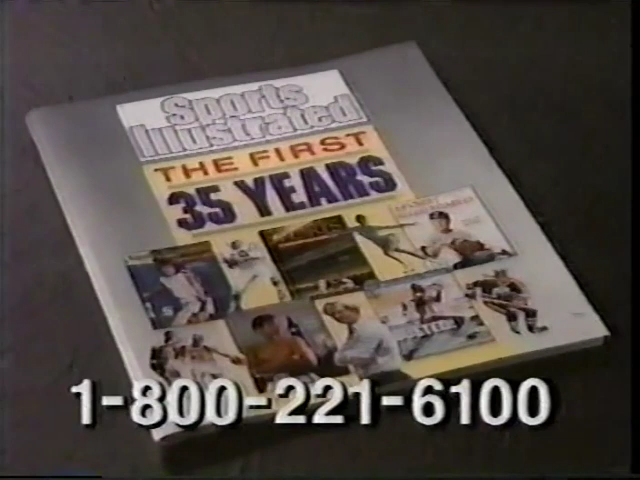 Sports
Illustrated
THE FIRST
35 YEARS
1-800-221-6100